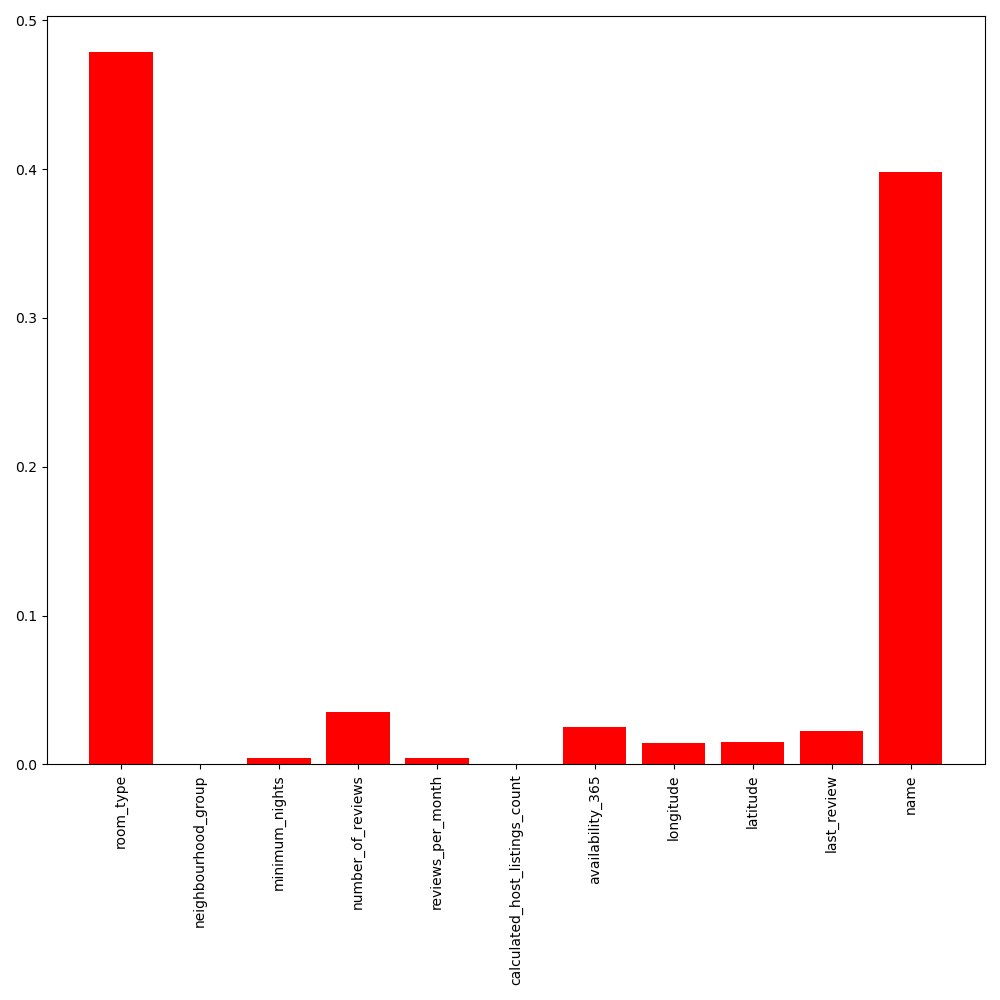 0.5
0.4
0.3
0.2
0.1
0.0
room_type
neighbourhood_group
minimum_nights
number_of_reviews
reviews_per_month
calculated_host_listings_count
availability_365
longitude
latitude
last_review
name